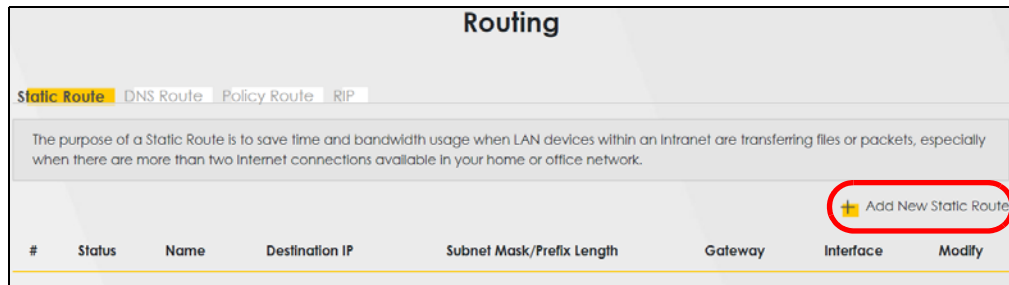 Routing
Static Route DNS Route Policy Route RIP
The purpose of a Static Route is to save time and bandwidth usage when LAN devices within an Intranet are transferring files or packets, especially
when there are more than two Internet connections available in your home or office network.
+ Add New Static Route
# Status Name Destination IP Subnet Mask/Prefix Length Gateway Interface Modify